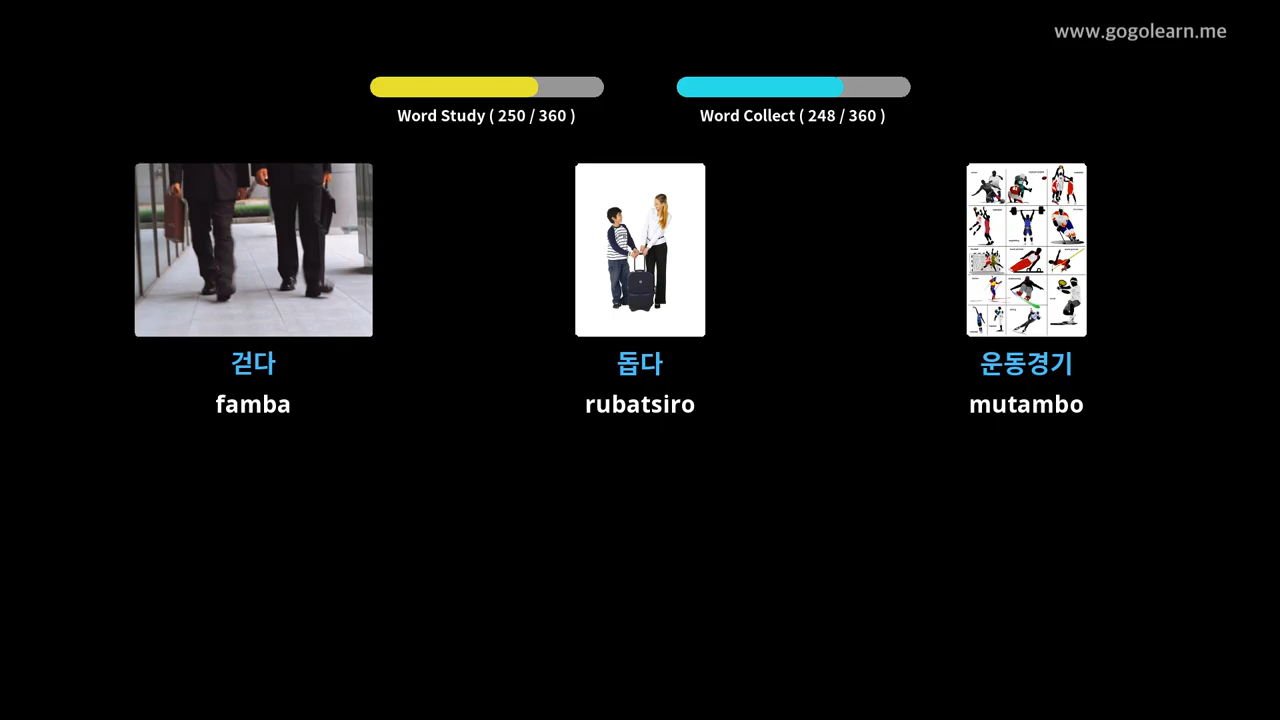 www.gogolearn.me
Word Study ( 250 / 360 )
Word Collect ( 248 / 360 )
걷다
돕다
운동경기
famba
rubatsiro
mutambo